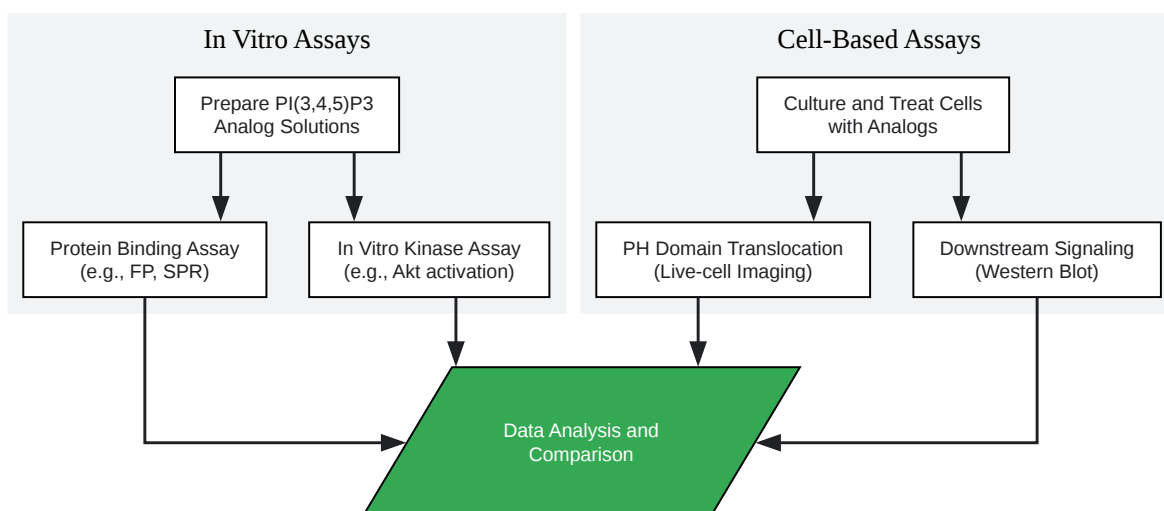 In Vitro Assays
Prepare PI(3,4,5)P3
Analog Solutions
Protein Binding Assay
(e.g., FP, SPR)
In Vitro Kinase Assay
(e.g., Akt activation)
Cell-Based Assays
Culture and Treat Cells
with Analogs
PH Domain Translocation
(Live-cell Imaging)
Downstream Signaling
(Western Blot)
Data Analysis and
Comparison